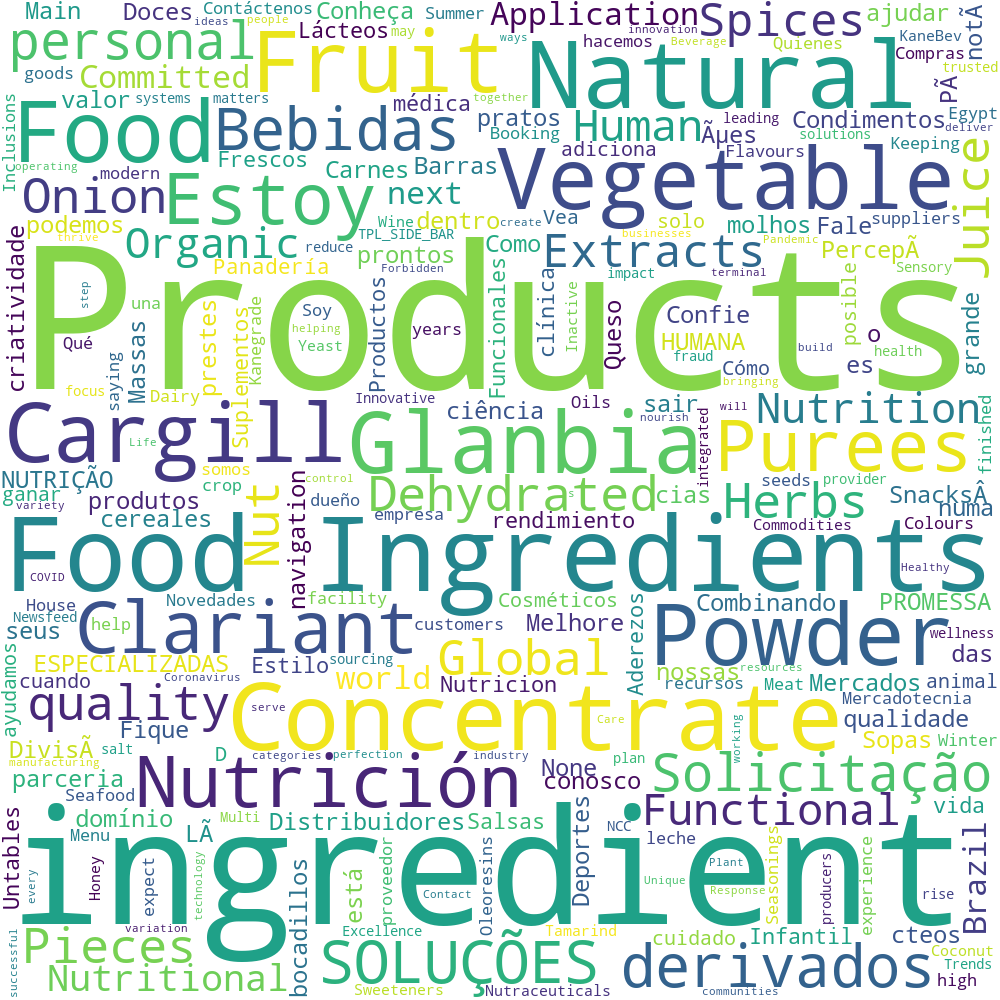 Main
ideas
Doces
Contáctenos
people
Conheça
Summer
Application
Spices
ajudar
notÃ
personal
Fruit
Lácteos
may
innovation
ways
Beverage
hacemos
Natural
Quienes
KaneBev
Compras
trusted
goods
Committed
Inclusions
valor
systems
matters
together
médica
pratos
Booking
Human
leading
Ãues
Condimentos
solutions
PÃ
Egypt
deliver
Keeping
Food
Bebidas
operating
modern
Frescos
Carnes
Barras
adiciona
Flavours
Onion
Estoy
next
Vegetable
Juice
podemos
thrive
Organic
Wine
TPL_SIDE_BAR
dentro
create
Vea
solo
businesses
molhos
Fale
suppliers
Pandemic
reduce
prontos
Forbidden
Como
Extracts
PercepÃ
Panadería
impact
terminal
Sensory
criatividade
step
una
Products
Qué
saying
Massas
prestes
Suplementos
Kanegrade
Soy
helping
Yeast
Productos
years
Funcionales
clínica
Inactive
Queso
Confie
HUMANA
fraud
Cómo
build
posible
o
es
health
grande
focus
Dairy
Innovative
ciência
Oils
sair
nourish
bringing
will
Nutrition
Cargill
Life
Glanbia
integrated
Purees
finished
NUTRIÇÃO
ganar
variety
produtos
cereales
somos
crop
Nut
control
dueño
s
Dehydrated
empresa
rendimiento
cias
Herbs
seeds
provider
SnacksÂ
numa
Commodities
Colours
navigation
Food Ingredients
COVID
Healthy
House
Newsfeed
seus
help
Novedades
facility
customers
Cosméticos
Melhore
Combinando
PROMESSA
wellness
Clariant
Powder
das
ayudamos
ESPECIALIZADAS
cuando
Coronavirus
Estilo
sourcing
world
Global
Nutricion
Aderezos
nossas
resources
recursos
Meat
Mercados
animal
Mercadotecnia
quality
Fique
serve
Concentrate
Care
working
qualidade
DivisÃ
salt
manufacturing
D
categories
perfection
industry
None
plan
Sopas
Winter
parceria
Seafood
Nutrición
conosco
Solicitação
Untables
domínio
Menu
LÃ
Multi
Distribuidores
Salsas
Deportes
NCC
Functional
leche
vida
Brazil
every
Honey
expect
technology
ingredient
bocadillos
está
proveedor
Contact
Oleoresins
Unique
Plant
Response
Seasonings
producers
experience
rise
successful
Pieces
variation
Excellence
Tamarind
cuidado
Infantil
cteos
Coconut
Trends
high
Nutritional
SOLUÇÕES
Sweeteners
Nutraceuticals
derivados
communities